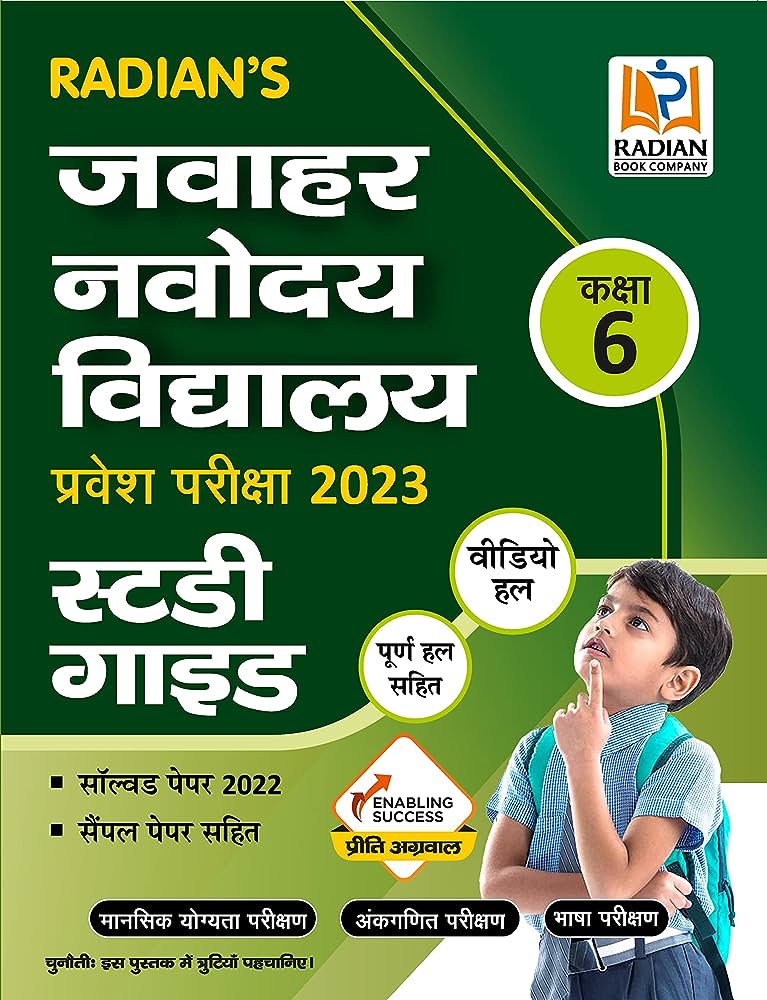 RADIAN'S
RADIAN
BOOK COMPANY
जवाहर
नवोदय
विद्यालय
कक्षा
6
प्रवेश परीक्षा 2023
स्टडी
गाइड
वीडियो
हल
पूर्ण हल
सहित
▪ सॉल्वड पेपर 2022
▪ सैंपल पेपर सहित
ENABLING
SUCCESS
प्रीति अग्रवाल
मानसिक योग्यता परीक्षण
अंकगणित परीक्षण
भाषा परीक्षण
चुनौतीः इस पुस्तक में त्रुटियाँ पहचानिए।